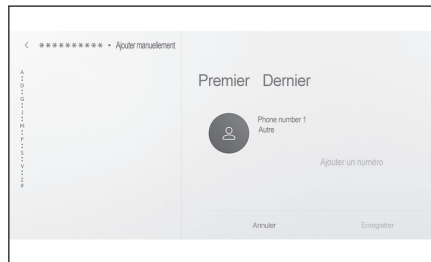 < ********** • Ajouter manuellement
A
D
G
J
M
P
S
V
Z
#
Premier Dernier
Phone number 1
Autre
Ajouter un numéro
Annuler Enregistrer